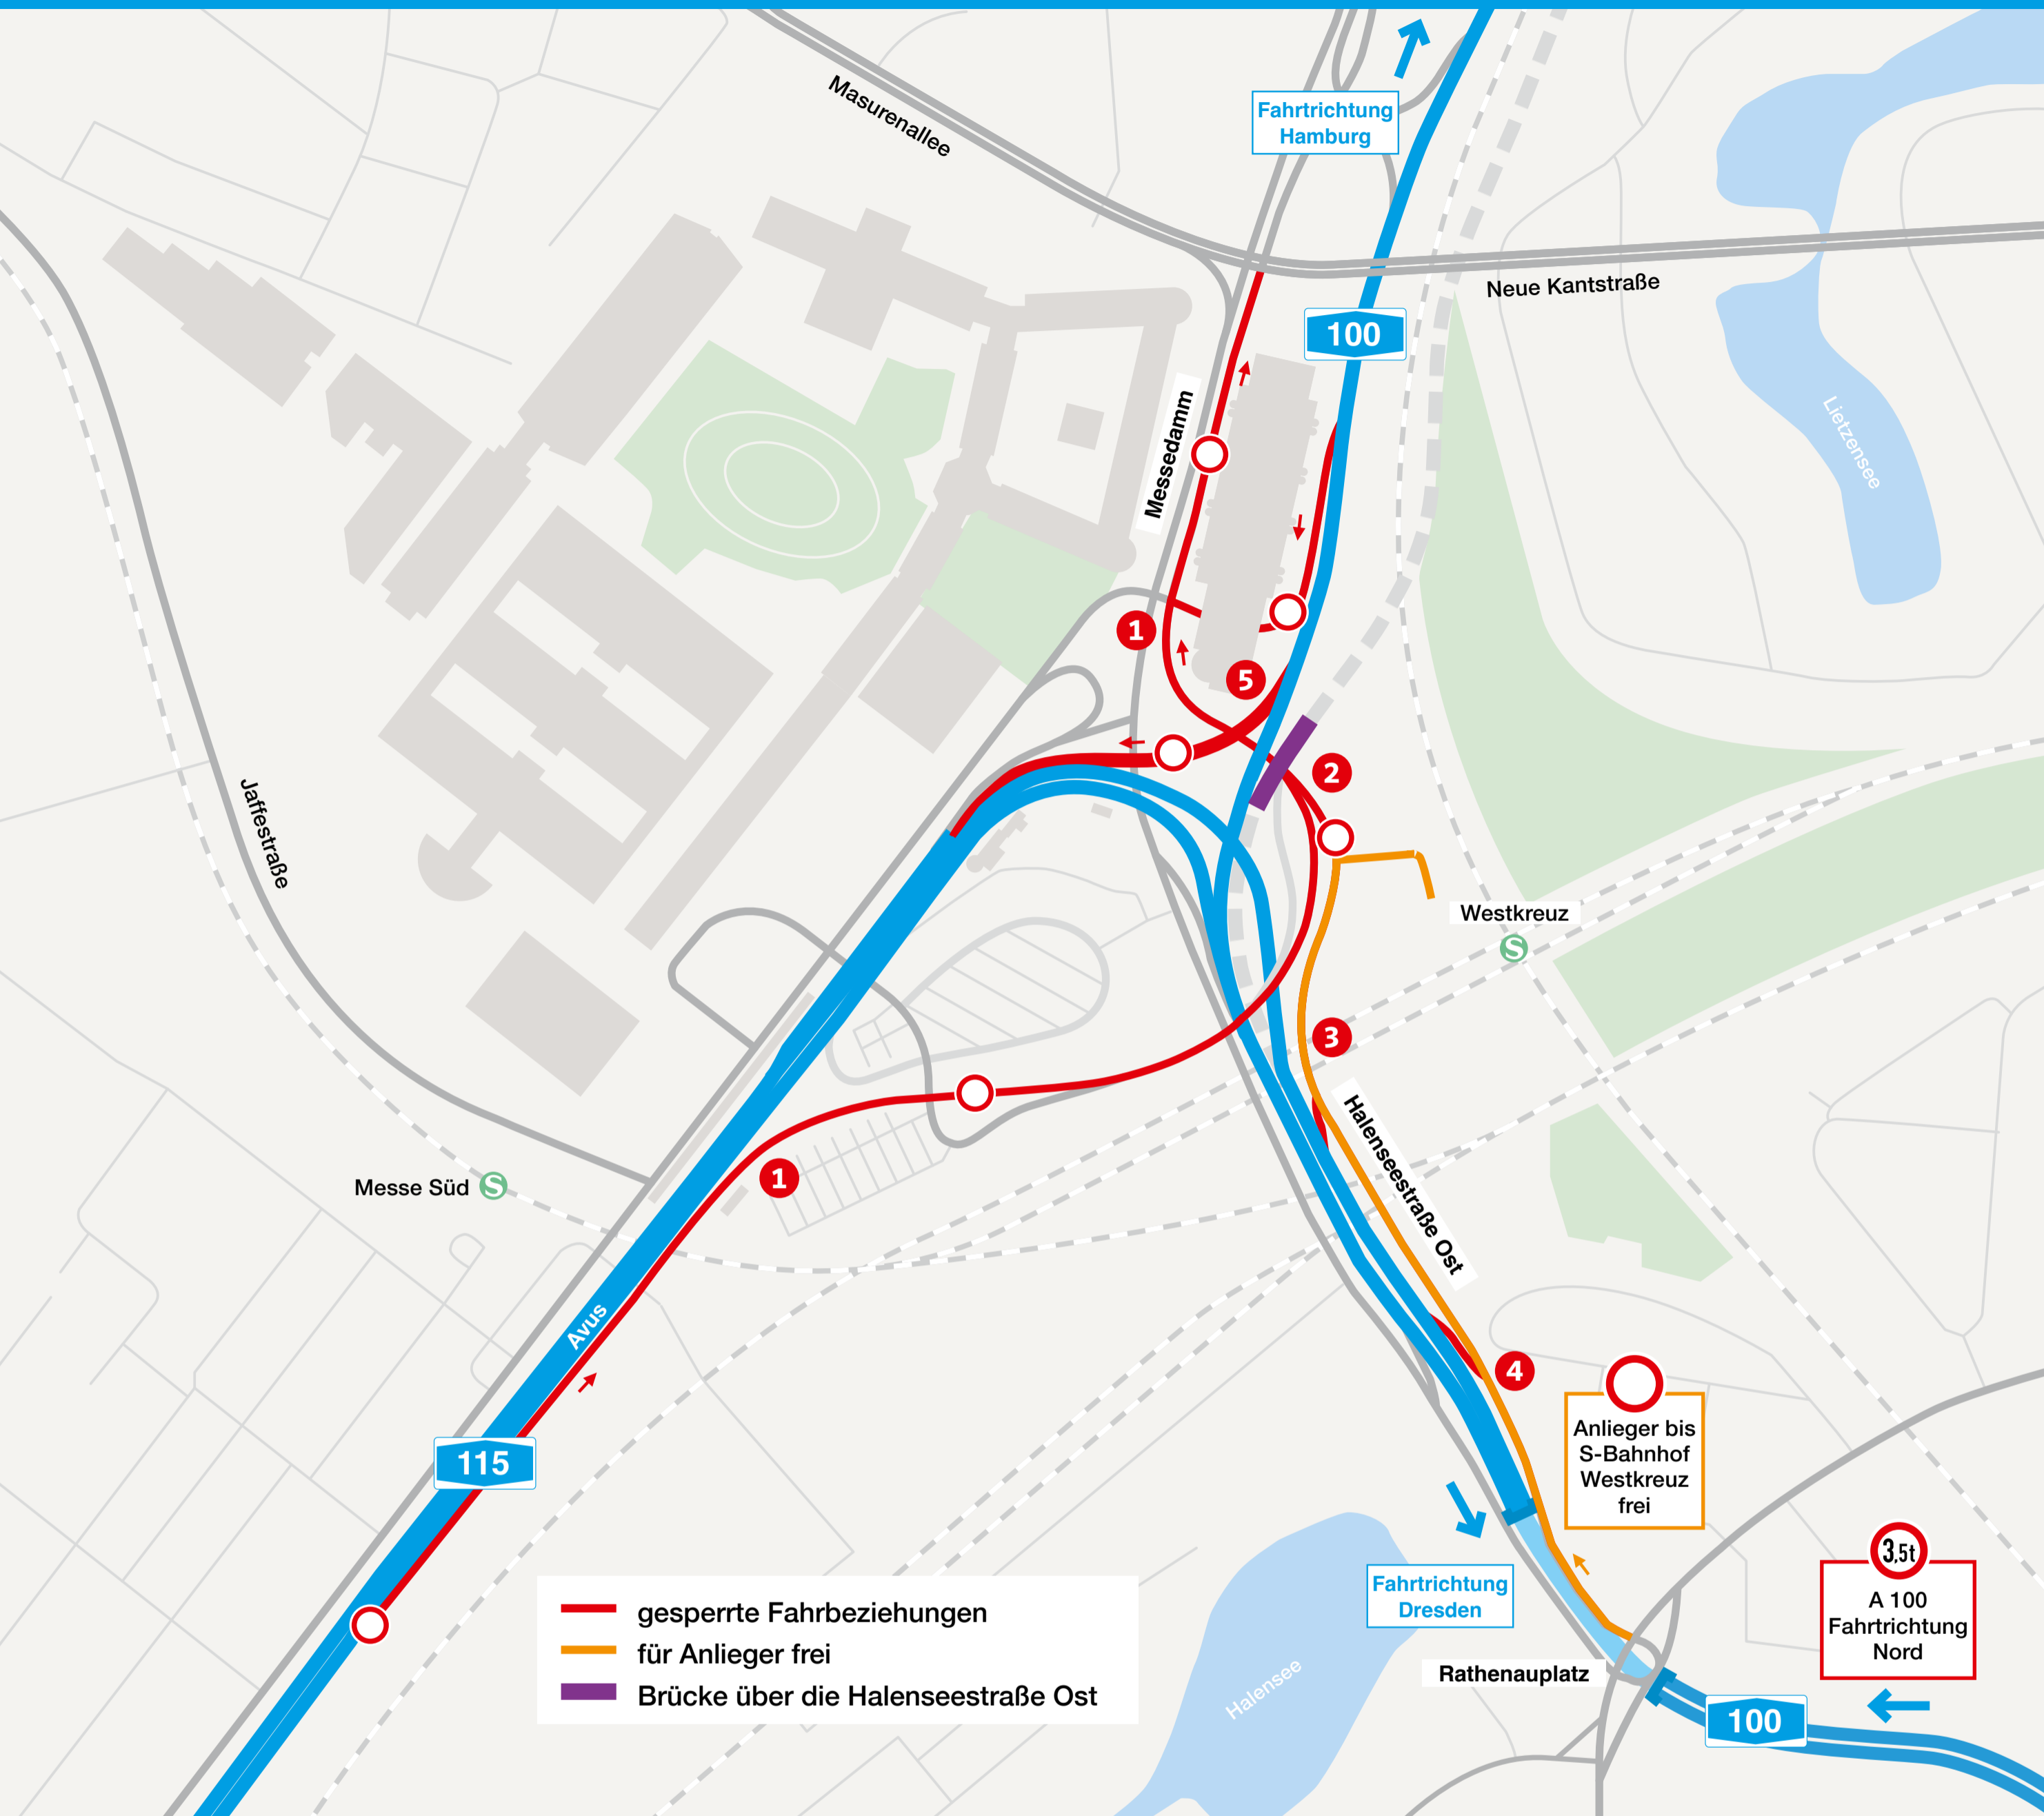 Masurenallee
Fahrtrichtung
Hamburg
Neue Kantstraße
100
Messedamm
Lietzensee
1
5
2
Jaffestraße
Westkreuz
S
3
Halenseestraße Ost
1
Messe Süd
S
Avus
4
115
Anlieger bis
S-Bahnhof
Westkreuz
frei
3,5t
A 100
Fahrtrichtung
Nord
Fahrtrichtung
Dresden
gesperrte Fahrbeziehungen
für Anlieger frei
Brücke über die Halenseestraße Ost
Halensee
Rathenauplatz
100